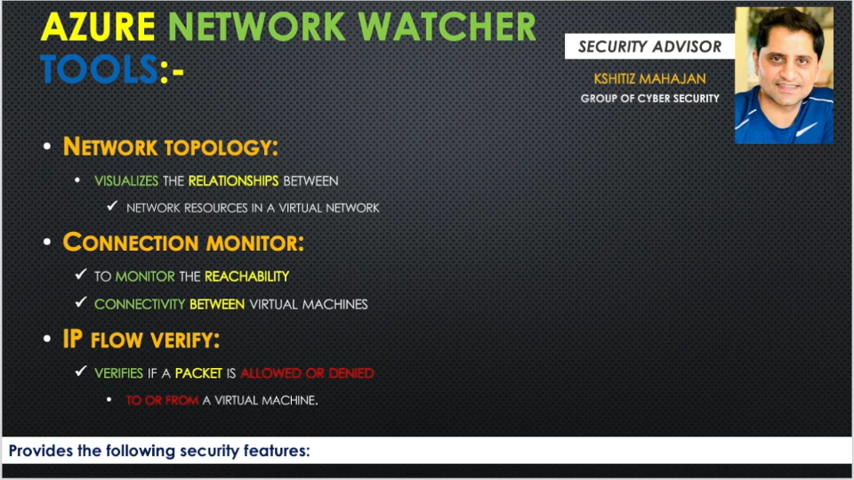 AZURE NETWORK WATCHER
TOOLS:-
SECURITY ADVISOR
KSHITIZ MAHAJAN
GROUP OF CYBER SECURITY
• NETWORK TOPOLOGY:
• VISUALIZES THE RELATIONSHIPS BETWEEN
✓ NETWORK RESOURCES IN A VIRTUAL NETWORK
• CONNECTION MONITOR:
✓ TO MONITOR THE REACHABILITY
✓ CONNECTIVITY BETWEEN VIRTUAL MACHINES
• IP FLOW VERIFY:
✓ VERIFIES IF A PACKET IS ALLOWED OR DENIED
• TO OR FROM A VIRTUAL MACHINE.
Provides the following security features: